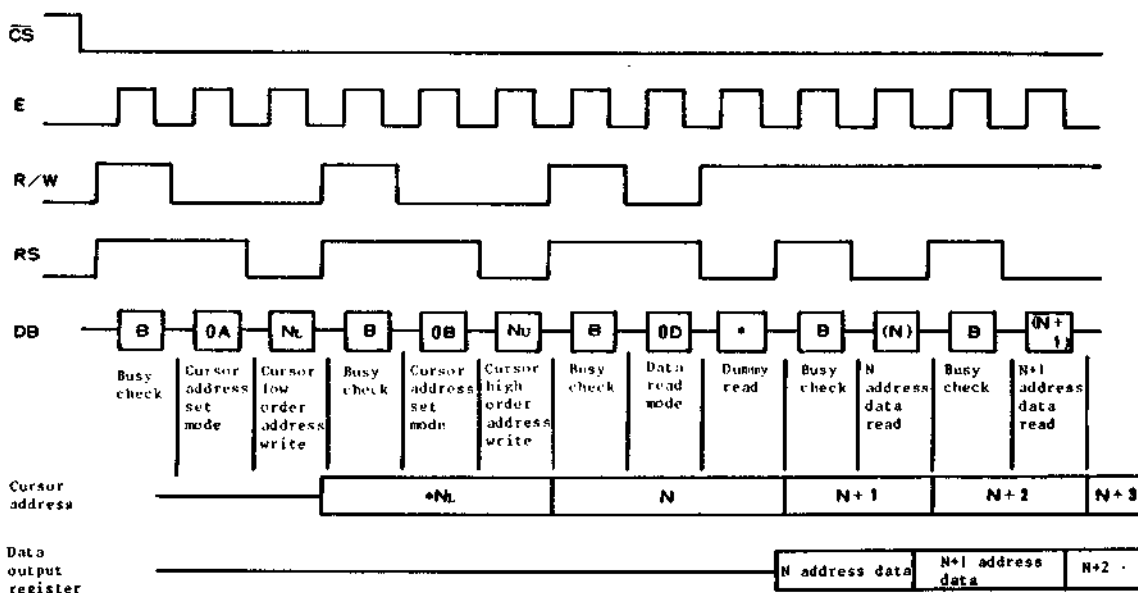 CS
E
R/W
RS
DB B 0A NL B 0B NU B 0D * B (N) B (N+
1)
Busy
check
Cursor
address
set
mode
Cursor
low
order
address
write
Busy
check
Cursor
address
set
mode
Cursor
high
order
address
write
Busy
check
Data
read
mode
Dummy
read
Busy
check
N
address
data
read
Busy
check
N+1
address
data
read
Cursor
address
*NL N N+1 N+2 N+3
Data
output
register
N address data
N+1 address
data
N+2 ·